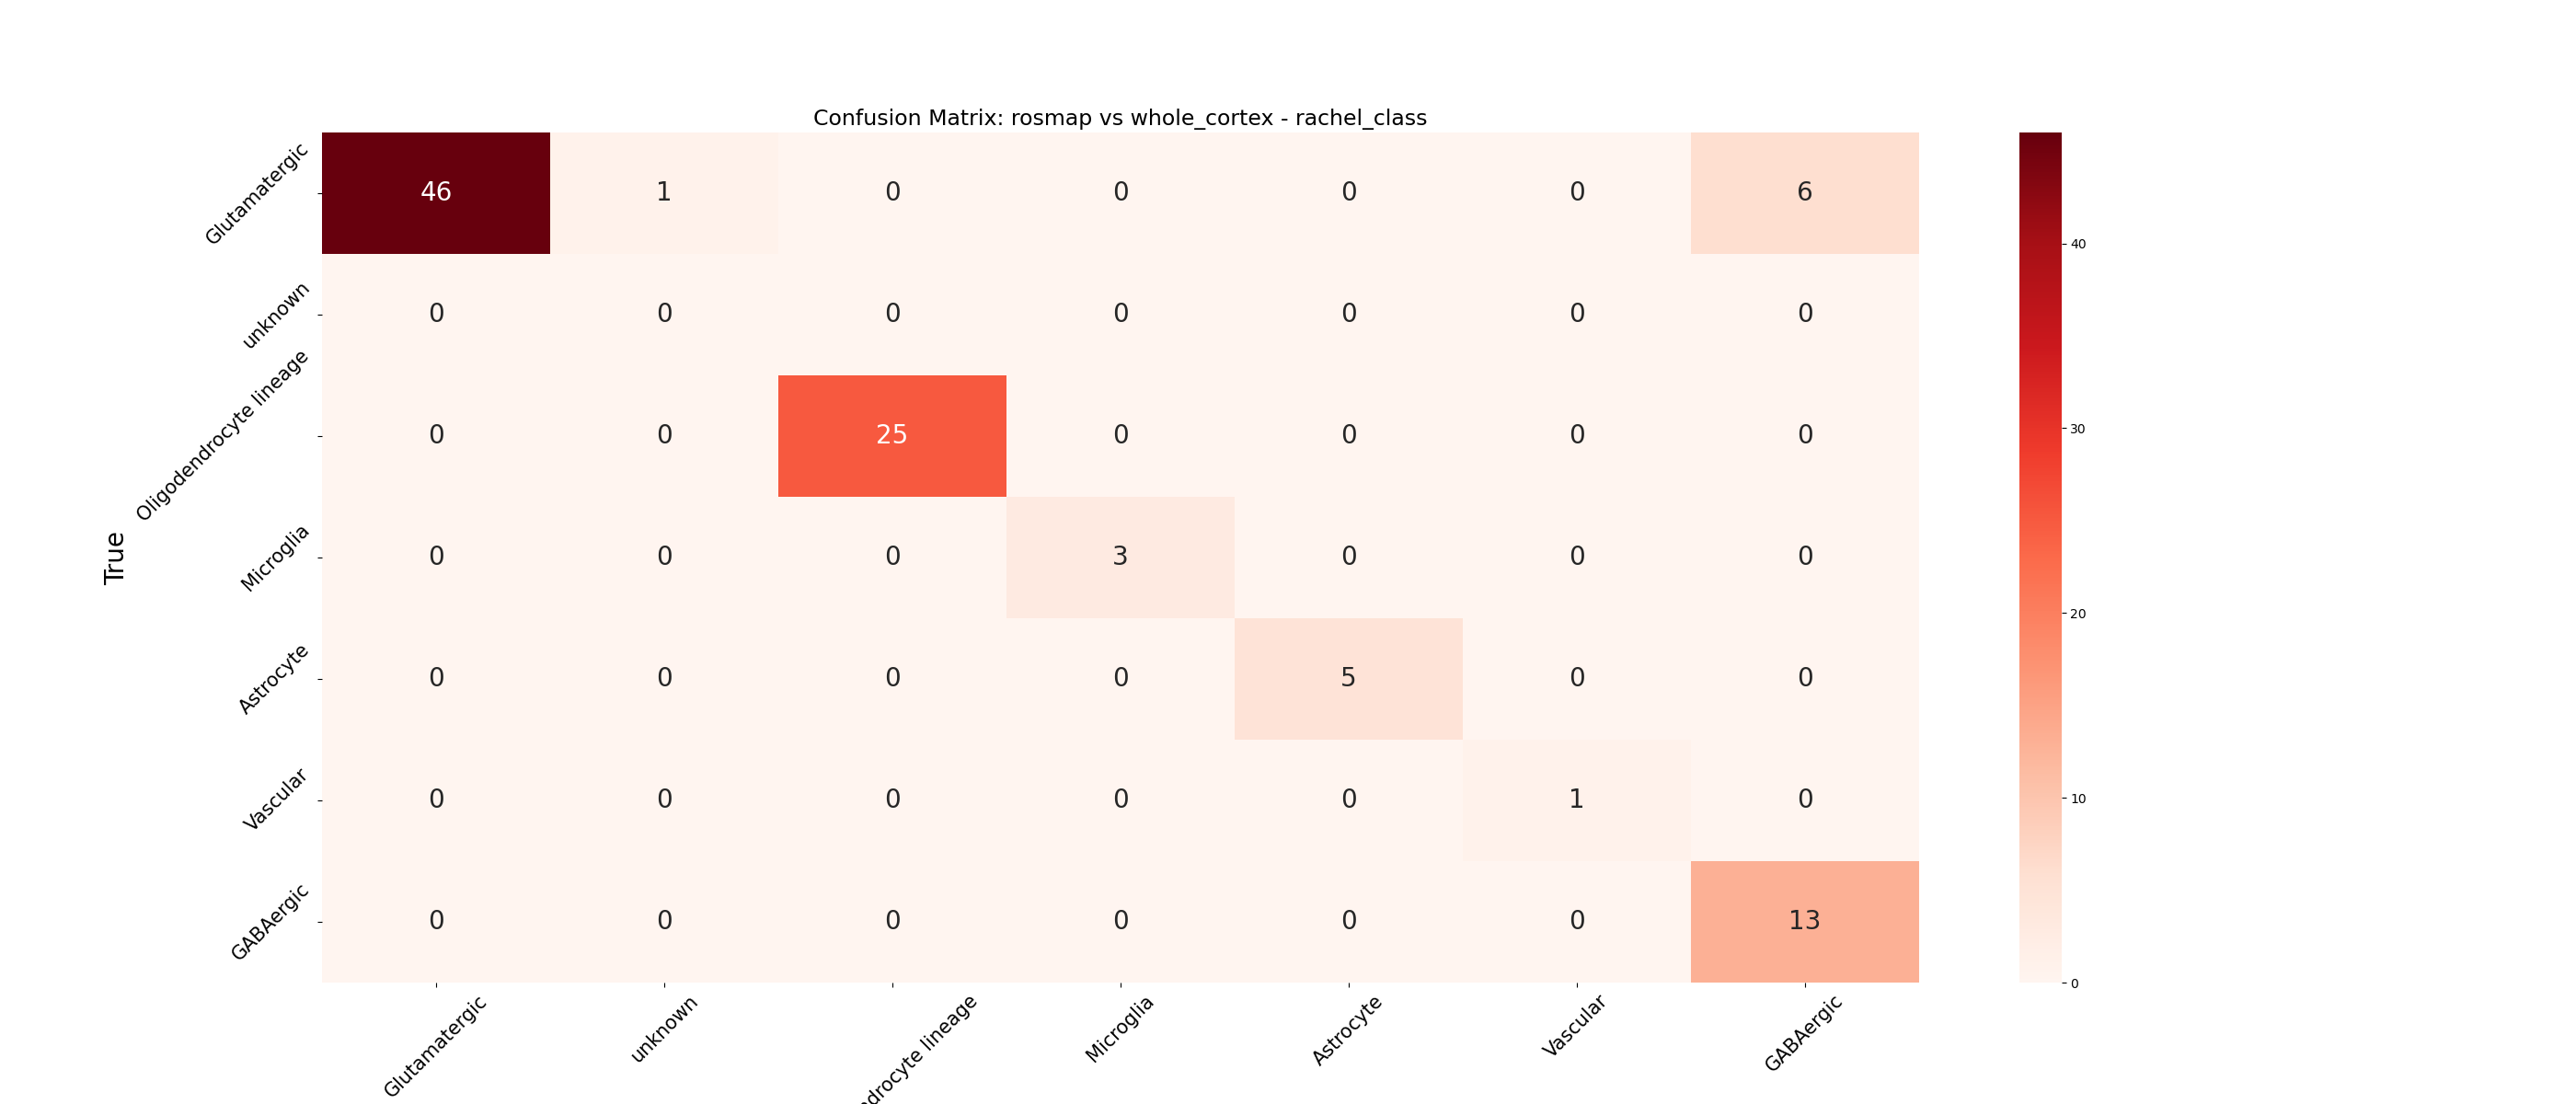 Confusion Matrix: rosmap vs whole_cortex - rachel_class
Glutamatergic 46 1 0 0 0 0 6
unknown 0 0 0 0 0 0 0
Oligodendrocyte lineage 0 0 25 0 0 0 0
Microglia 0 0 0 3 0 0 0
Astrocyte 0 0 0 0 5 0 0
Vascular 0 0 0 0 0 1 0
GABAergic 0 0 0 0 0 0 13
True
Glutamatergic
unknown
ndrocyte lineage
Microglia
Astrocyte
Vascular
GABAergic
40
30
20
10
0